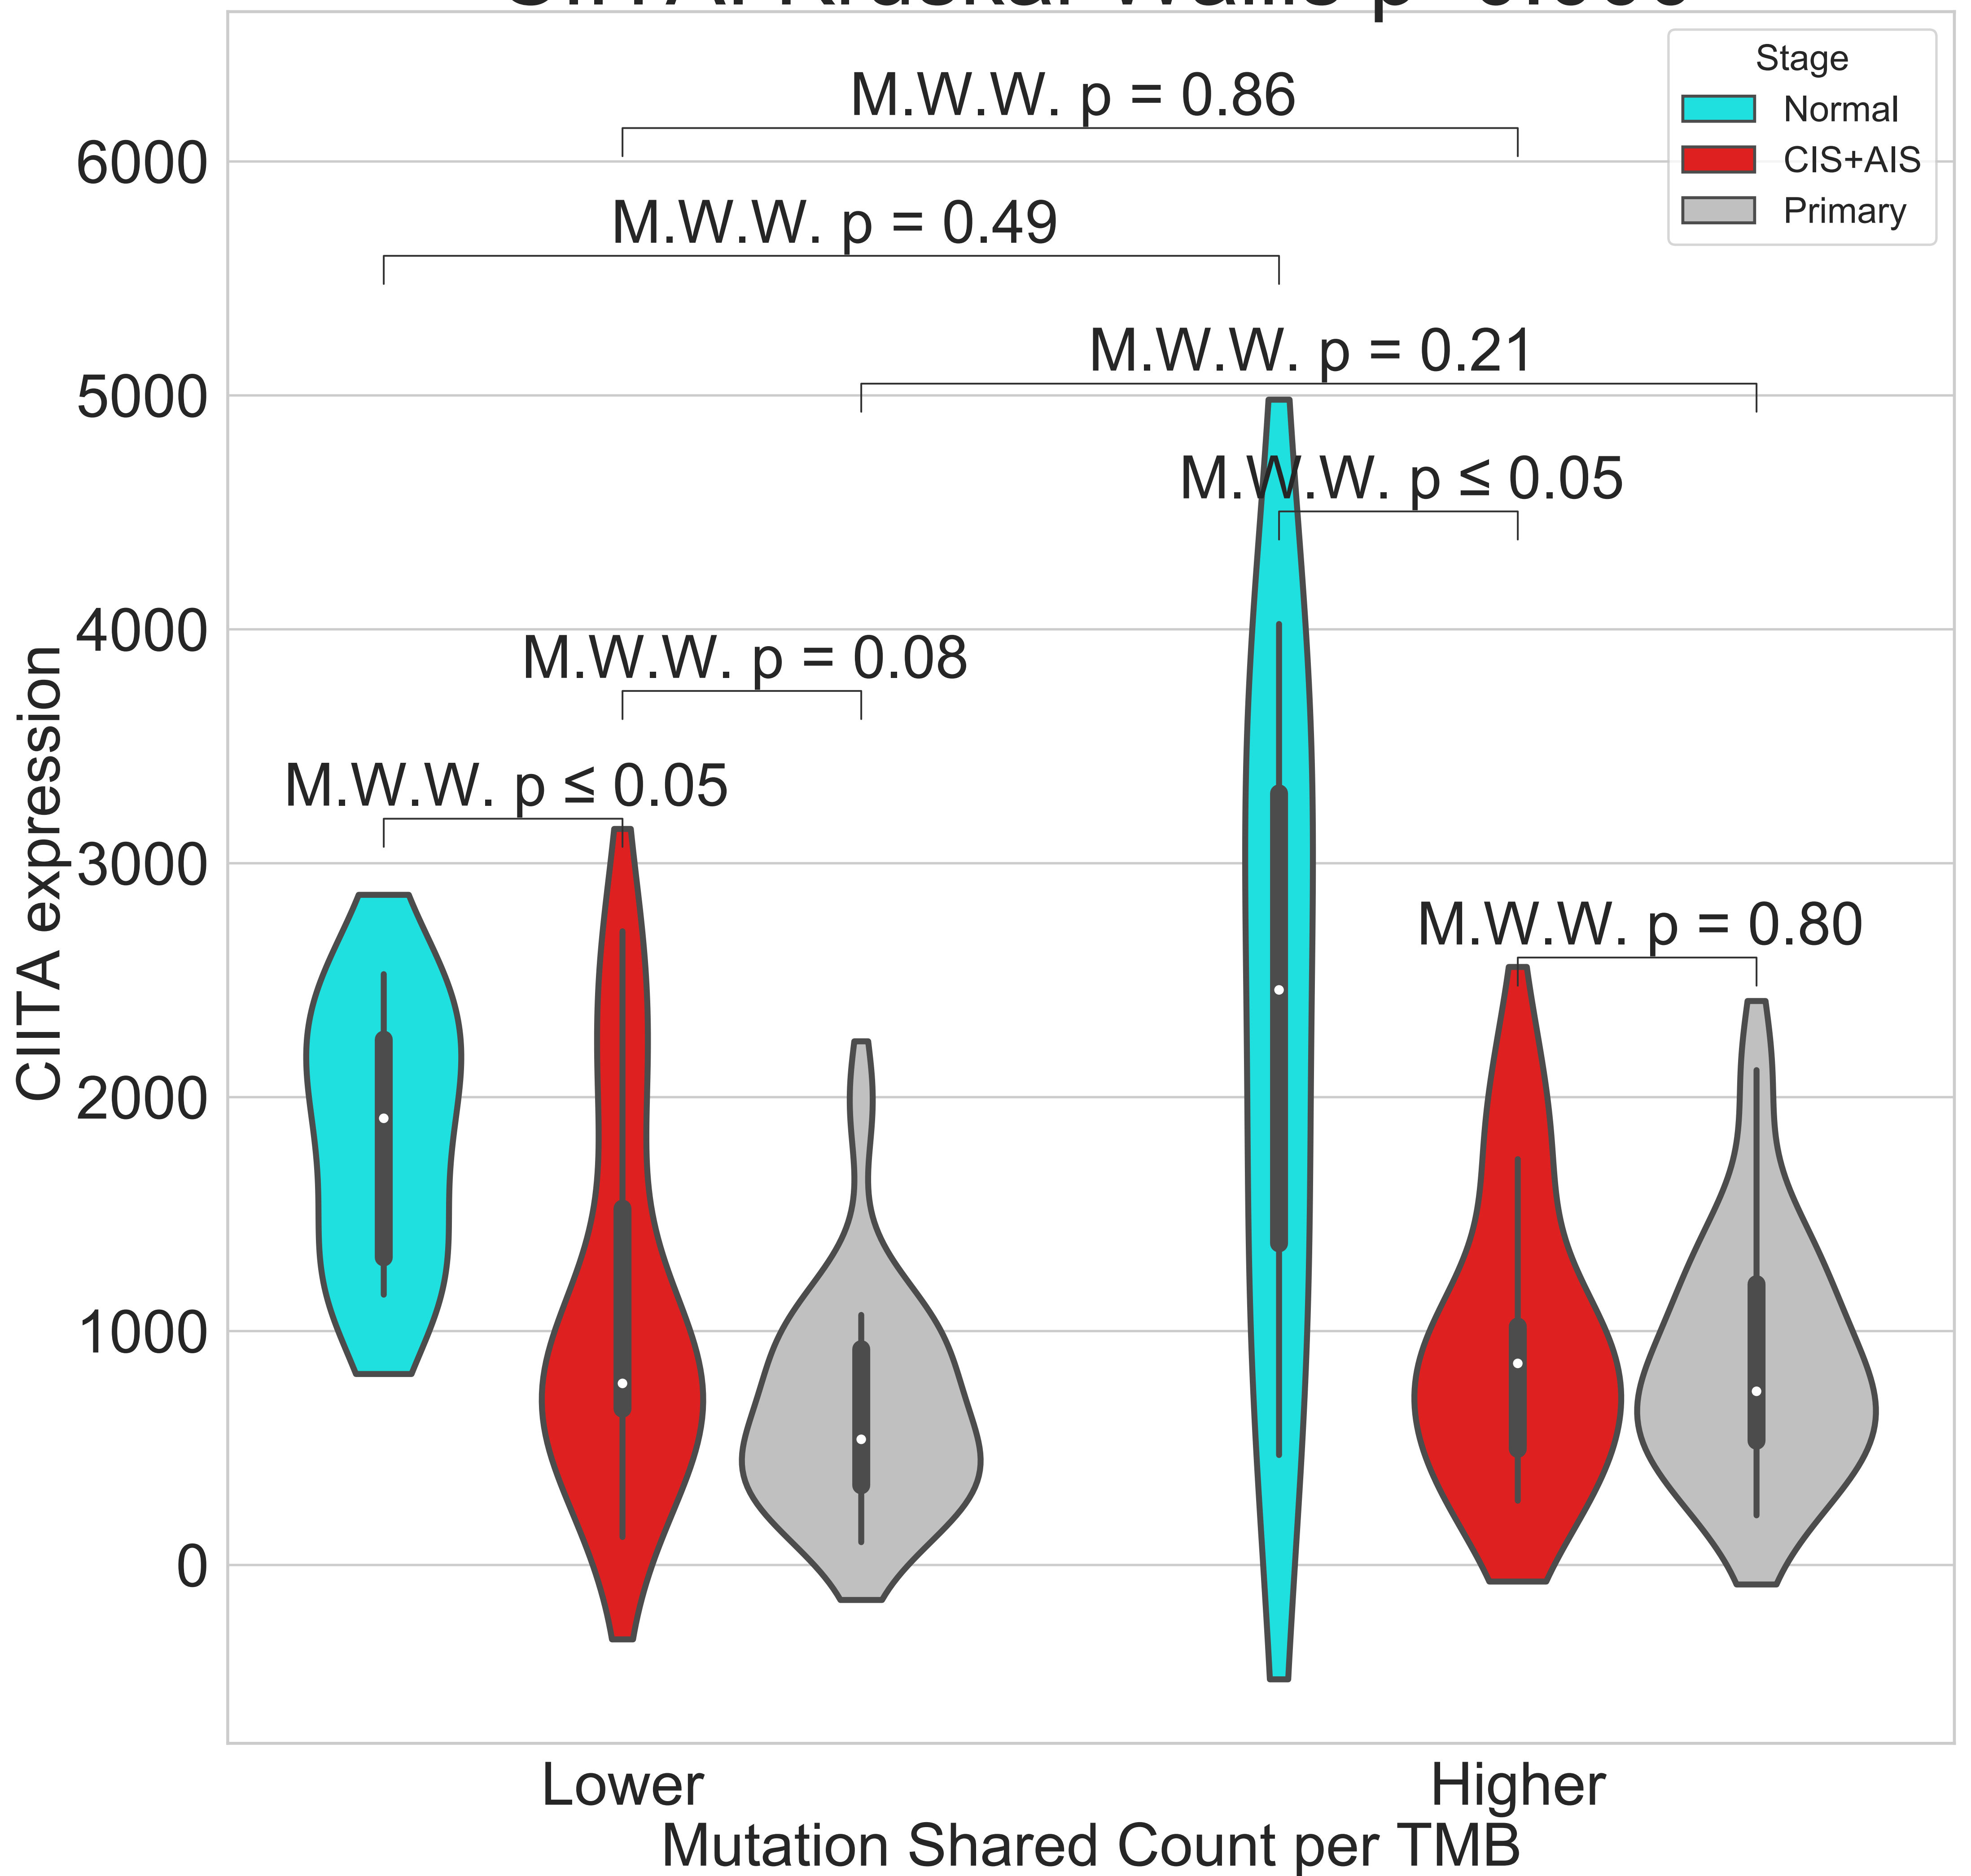 Stage
Normal
CIS+AIS
Primary
M.W.W. p = 0.86
M.W.W. p = 0.49
M.W.W. p = 0.21
M.W.W. p ≤ 0.05
M.W.W. p = 0.08
M.W.W. p ≤ 0.05
M.W.W. p = 0.80
6000
5000
4000
3000
2000
1000
0
CIITA expression
Lower
Higher
Mutation Shared Count per TMB